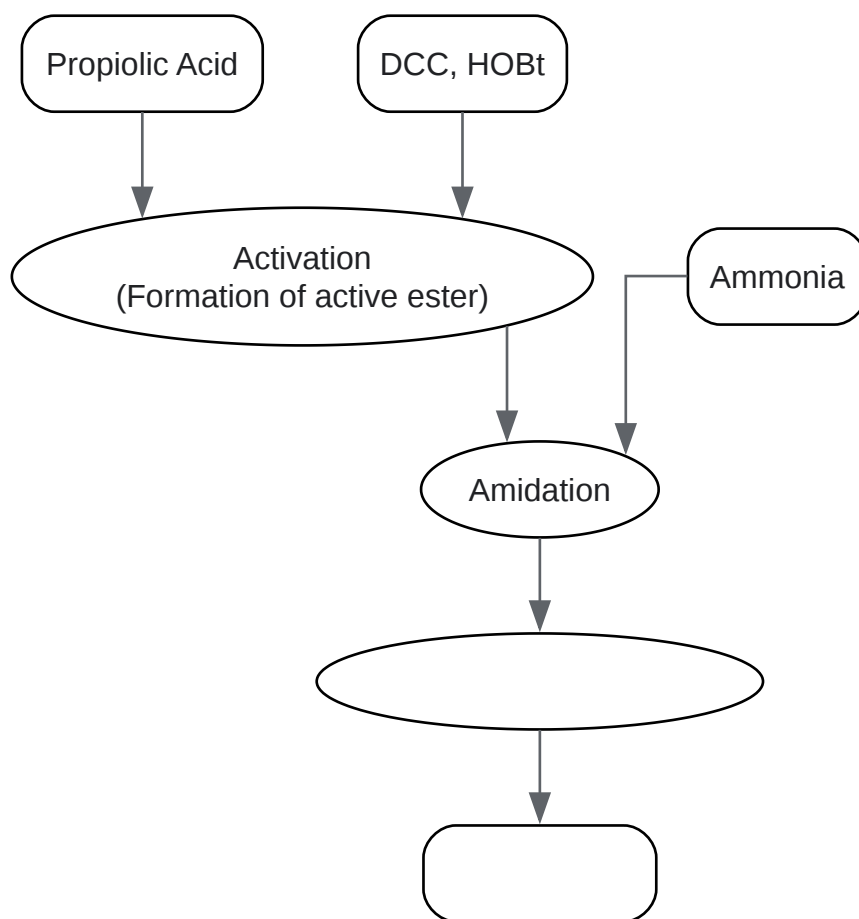 Propiolic Acid
DCC, HOBt
Activation
(Formation of active ester)
Ammonia
Amidation